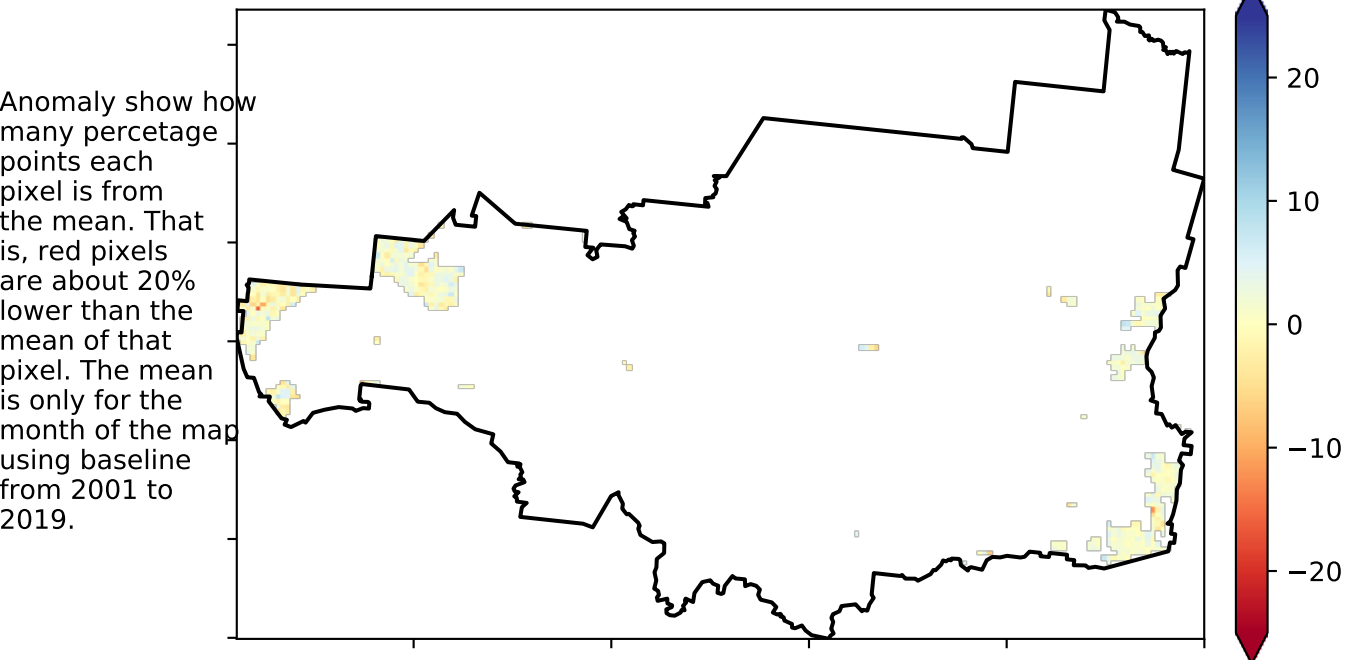 Anomaly show how
many percetage
points each
pixel is from
the mean. That
is, red pixels
are about 20%
lower than the
mean of that
pixel. The mean
is only for the
month of the map
using baseline
from 2001 to
2019.
20
10
0
−10
−20